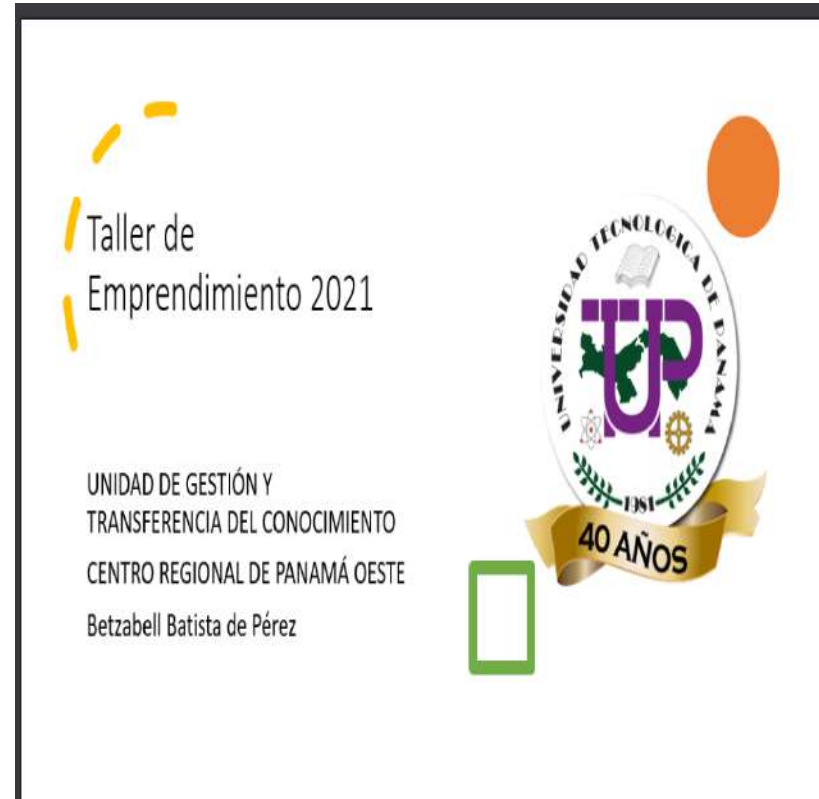 Taller de
Emprendimiento 2021
UNIDAD DE GESTIÓN Y
TRANSFERENCIA DEL CONOCIMIENTO
CENTRO REGIONAL DE PANAMÁ OESTE
Betzabell Batista de Pérez
UNIVERSIDAD TECNOLOGICA DE PANAMA
UTP
1981
40 AÑOS